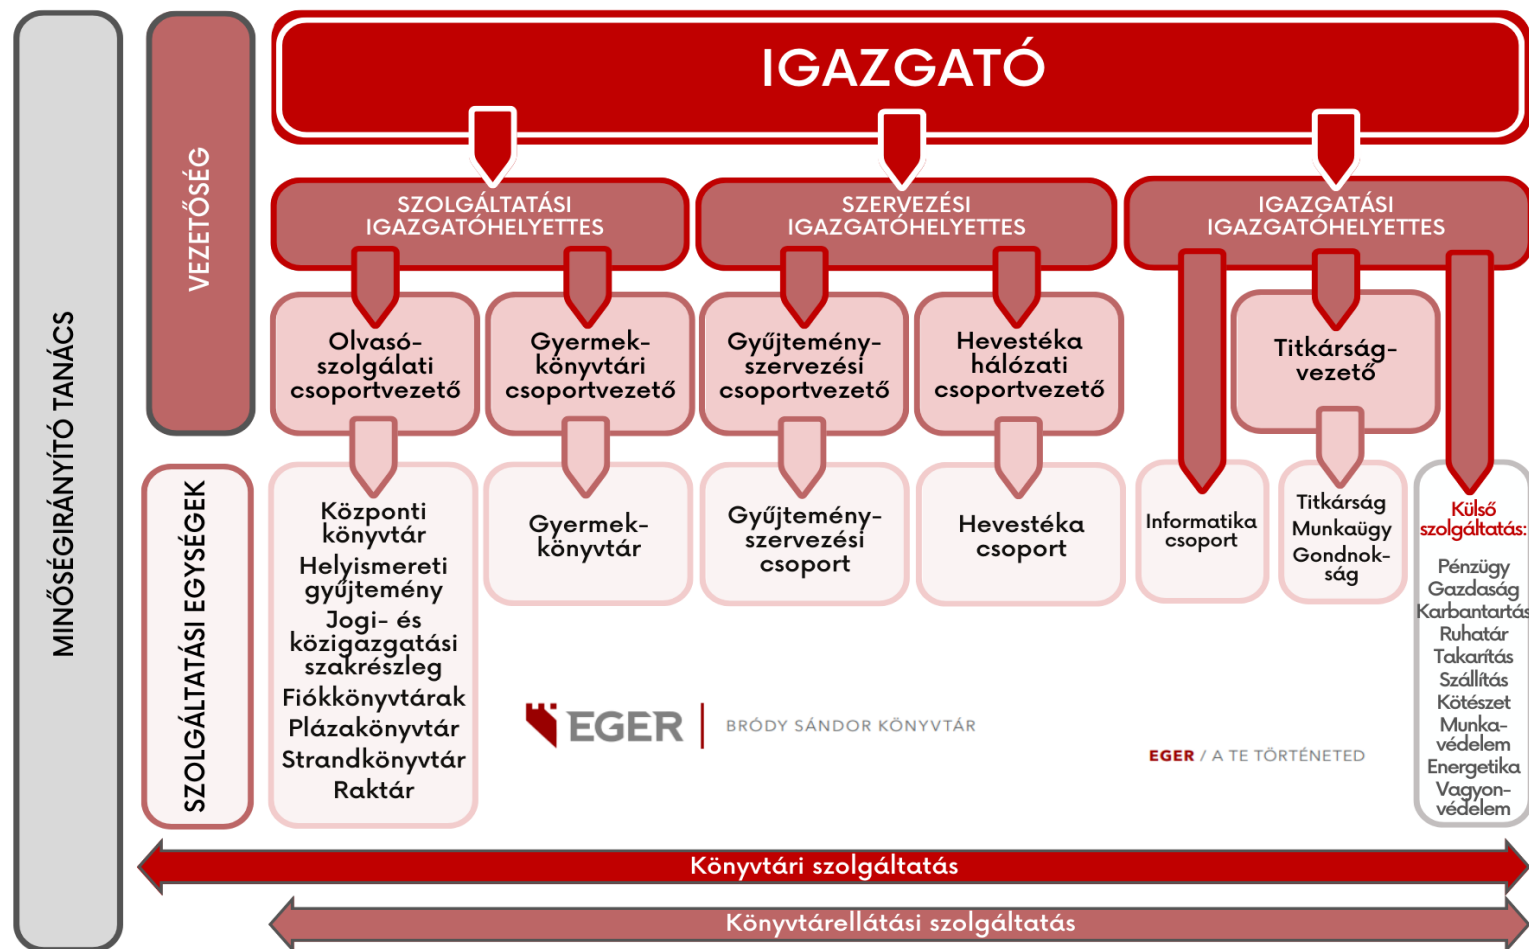 MINŐSÉGIRÁNYÍTÓ TANÁCS
VEZETŐSÉG
IGAZGATÓ
SZOLGÁLTATÁSI
IGAZGATÓHELYETTES
SZERVEZÉSI
IGAZGATÓHELYETTES
IGAZGATÁSI
IGAZGATÓHELYETTES
Olvasó-
szolgálati
csoportvezető
Gyermek-
könyvtári
csoportvezető
Gyűjtemény-
szervezési
csoportvezető
Hevestéka
hálózati
csoportvezető
Titkárság-
vezető
SZOLGÁLTATÁSI EGYSÉGEK
Központi
könyvtár
Helyismereti
gyűjtemény
Jogi- és
közigazgatási
szakrészleg
Fiókkönyvtárak
Plázakönyvtár
Strandkönyvtár
Raktár
Gyermek-
könyvtár
Gyűjtemény-
szervezési
csoport
Hevestéka
csoport
Informatika
csoport
Titkárság
Munkaügy
Gondnok-
ság
Külső
szolgáltatás:
Pénzügy
Gazdaság
Karbantartás
Ruhatár
Takarítás
Szállítás
Kötészet
Munka-
védelem
Energetika
Vagyon-
védelem
EGER
BRÓDY SÁNDOR KÖNYVTÁR
EGER / A TE TÖRTÉNETED
Könyvtári szolgáltatás
Könyvtárellátási szolgáltatás